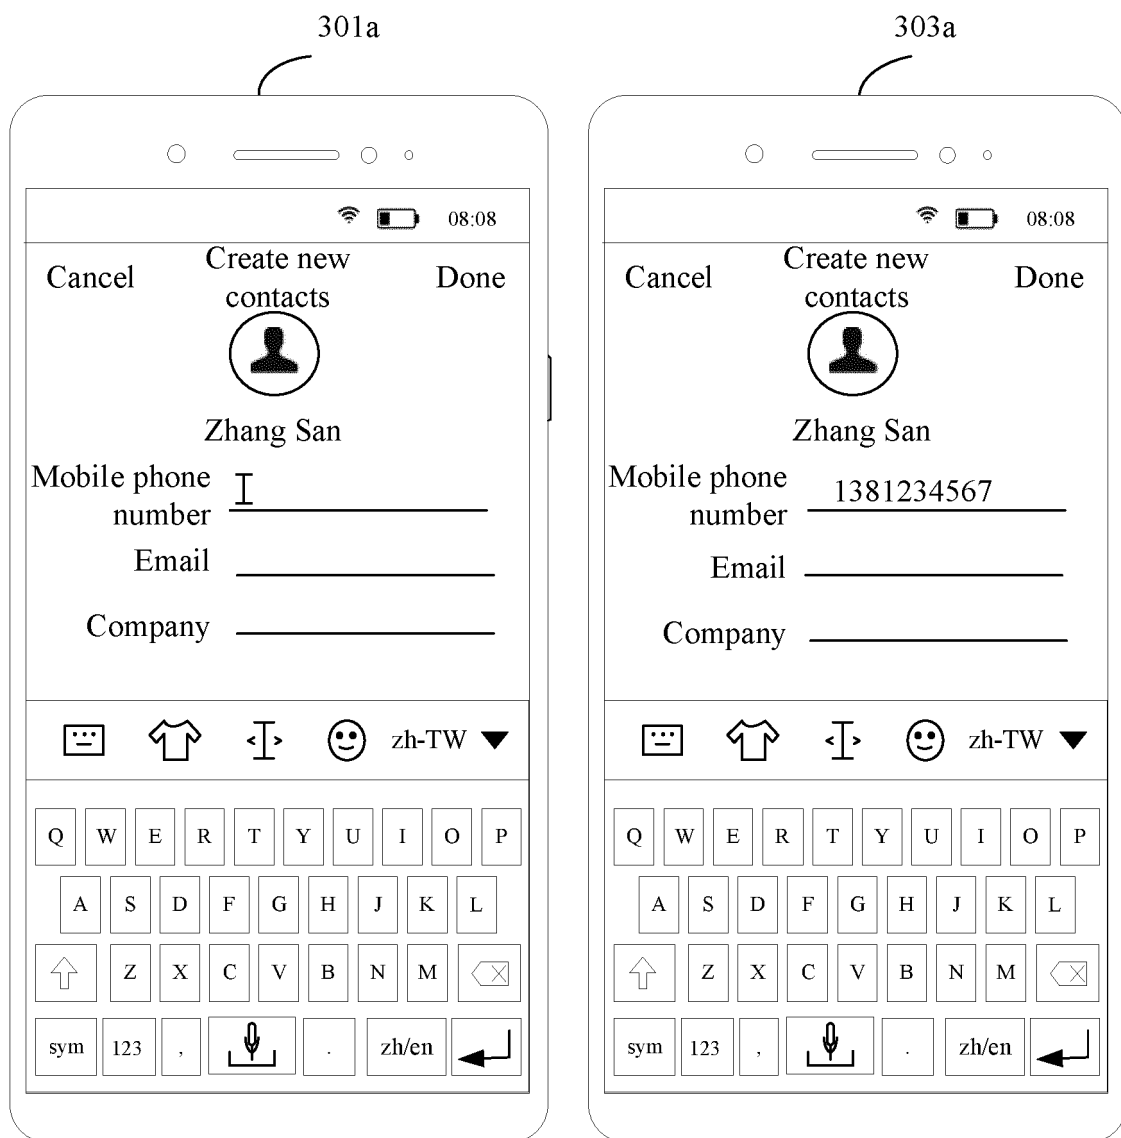 301a
08:08
Cancel
Create new
contacts
Done
Zhang San
Mobile phone
number
Email
Company
zh-TW
Q W E R T Y U I O P
A S D F G H J K L
Z X C V B N M
sym 123 , . zh/en
303a
08:08
Cancel
Create new
contacts
Done
Zhang San
Mobile phone
number
1381234567
Email
Company
zh-TW
Q W E R T Y U I O P
A S D F G H J K L
Z X C V B N M
sym 123 , . zh/en